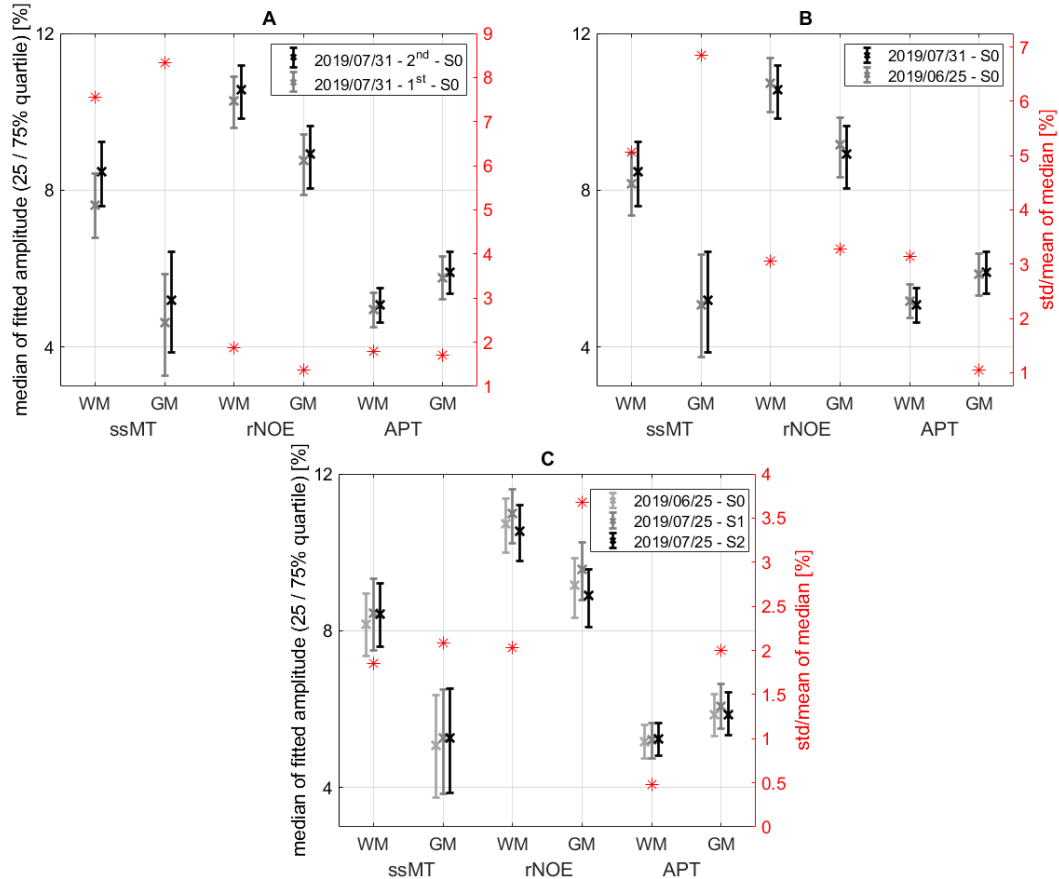 A
median of fitted amplitude (25 / 75% quartile) [%]
12
8
4
2019/07/31 - 2nd - S0
2019/07/31 - 1st - S0
9
8
7
6
5
4
3
2
1
WM GM WM GM WM GM
ssMT rNOE APT
B
12
8
4
2019/07/31 - S0
2019/06/25 - S0
7
6
5
4
3
2
1
std/mean of median [%]
WM GM WM GM WM GM
ssMT rNOE APT
C
median of fitted amplitude (25 / 75% quartile) [%]
12
8
4
2019/06/25 - S0
2019/07/25 - S1
2019/07/25 - S2
4
3.5
3
2.5
2
1.5
1
0.5
0
std/mean of median [%]
WM GM WM GM WM GM
ssMT rNOE APT